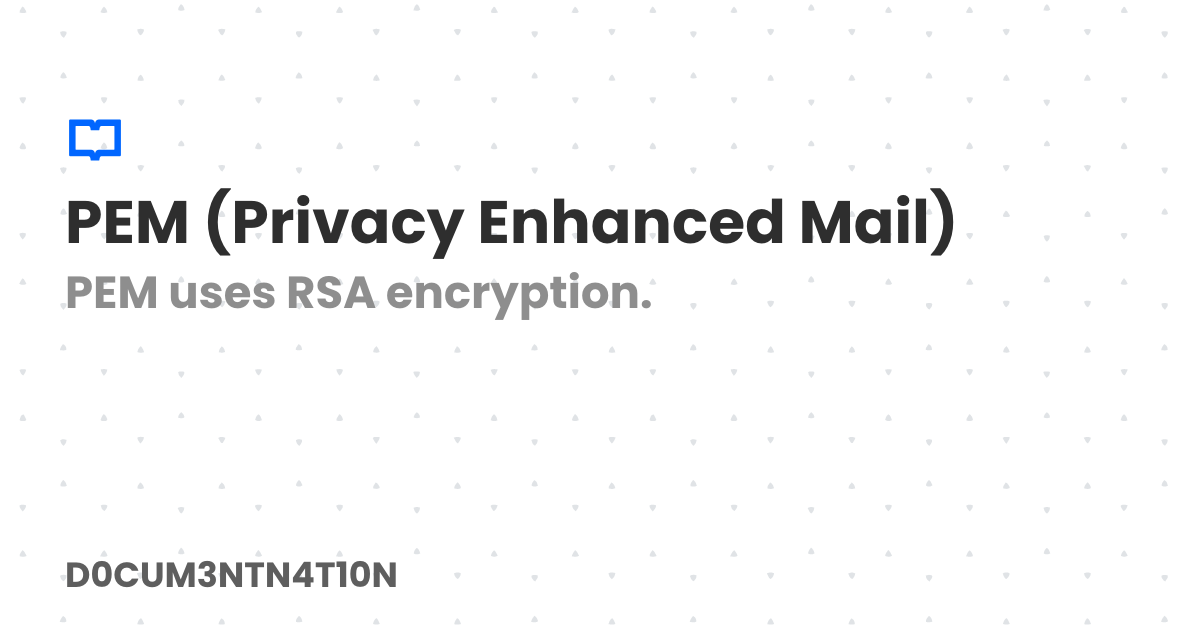 PEM (Privacy Enhanced Mail)
PEM uses RSA encryption.
D0CUM3NTN4T10N